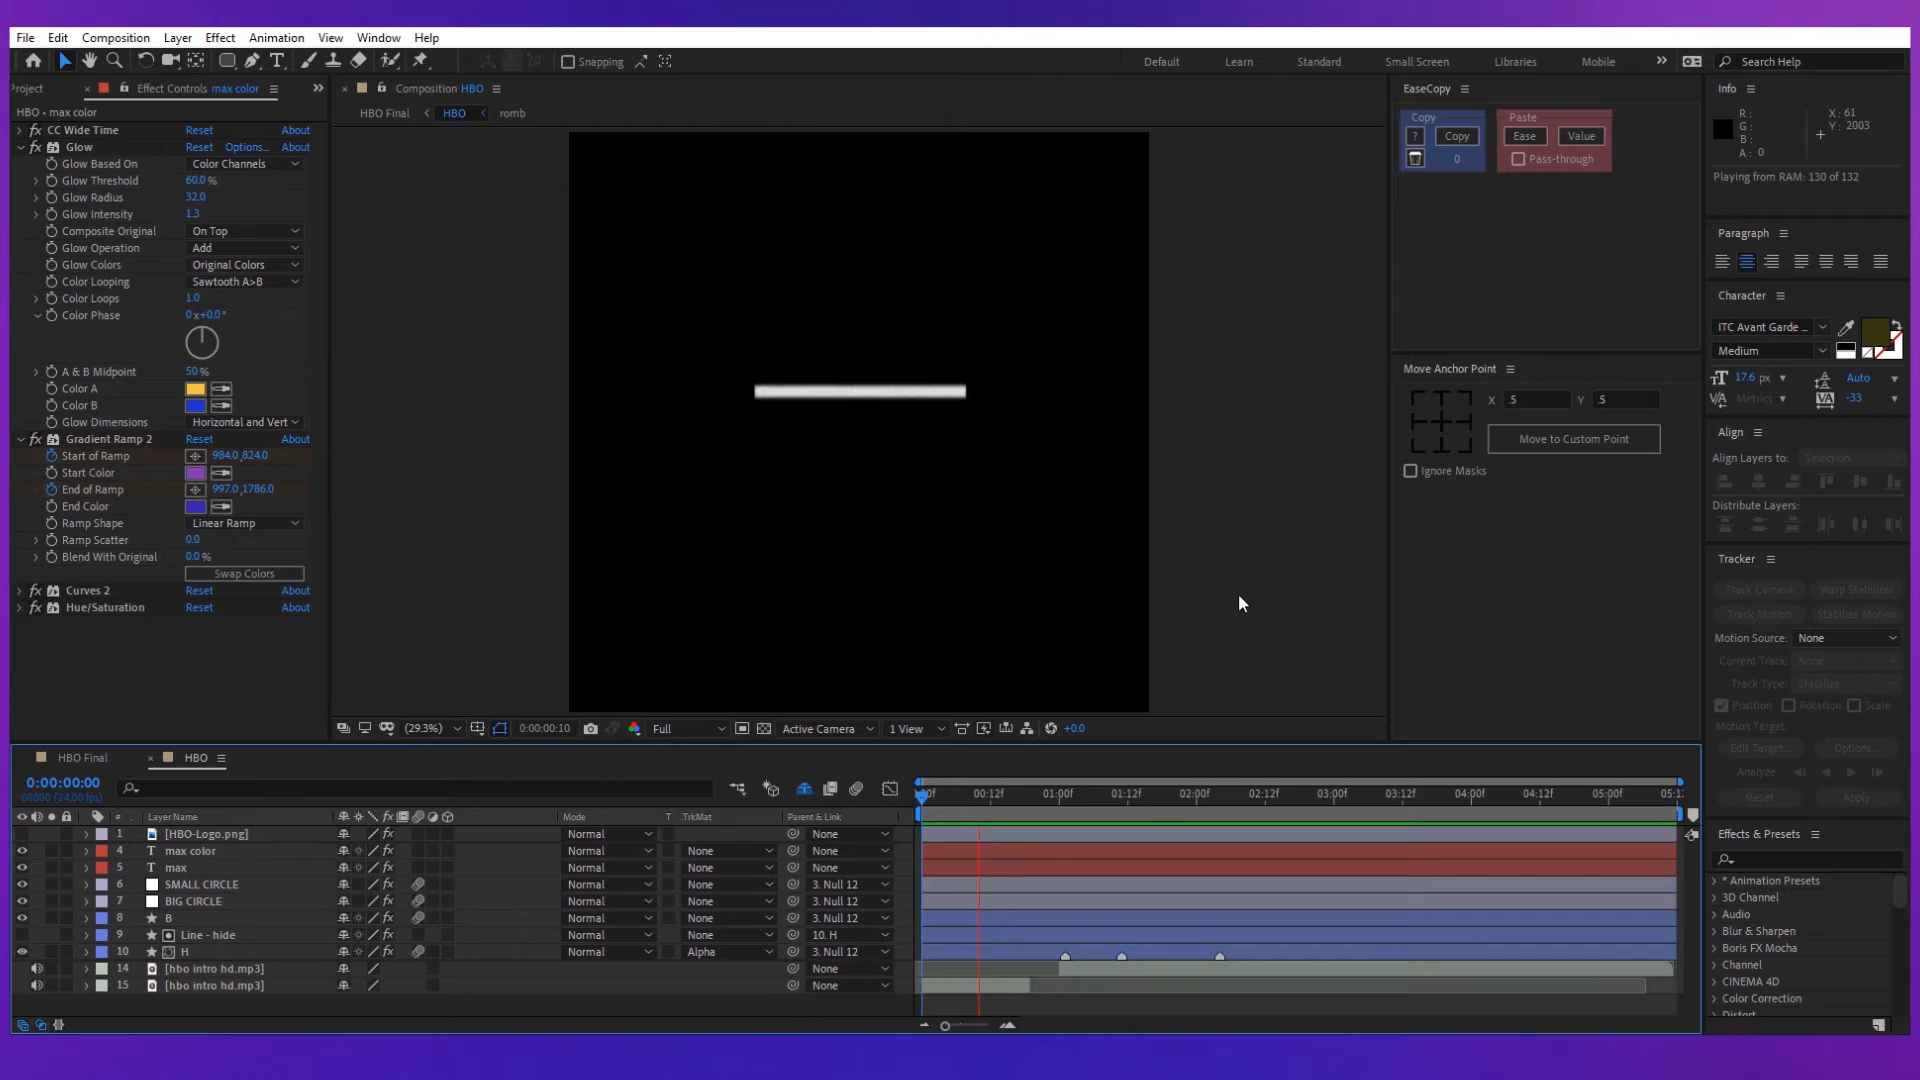 File Edit Composition Layer Effect Animation View Window Help
Snapping
Default Learn Standard Small Screen Libraries Mobile
Search Help
roject Effect Controls max color
HBO • max color
CC Wide Time Reset About
Glow Reset Options... About
Glow Based On Color Channels
Glow Threshold 60.0 %
Glow Radius 32.0
Glow Intensity 1.3
Composite Original On Top
Glow Operation Add
Glow Colors Original Colors
Color Looping Sawtooth A>B
Color Loops 1.0
Color Phase 0 x+0.0 °
A & B Midpoint 50 %
Color A
Color B
Glow Dimensions Horizontal and Vert
Gradient Ramp 2 Reset About
Start of Ramp 984.0,824.0
Start Color
End of Ramp 997.0,1786.0
End Color
Ramp Shape Linear Ramp
Ramp Scatter 0.0
Blend With Original 0.0 %
Swap Colors
Curves 2 Reset About
Hue/Saturation Reset About
Composition HBO
HBO Final HBO romb
(29.3%) 0:00:00:10 Full Active Camera 1 View +0.0
EaseCopy
Copy Paste
? Copy Ease Value
0 Pass-through
Move Anchor Point
X .5 Y .5
Move to Custom Point
Ignore Masks
Info
R: X: 61
G: Y: 2003
B:
A: 0
Playing from RAM: 130 of 132
Paragraph
Character
ITC Avant Garde ...
Medium
17.6 px Auto
Metrics -33
Align
Align Layers to: Selection
Distribute Layers:
Tracker
Track Camera Warp Stabilizer
Track Motion Stabilize Motion
Motion Source: None
Current Track: None
Track Type: Stabilize
Position Rotation Scale
Motion Target:
Edit Target... Options...
Analyze
Reset Apply
Effects & Presets
* Animation Presets
3D Channel
Audio
Blur & Sharpen
Boris FX Mocha
Channel
CINEMA 4D
Color Correction
Distort
HBO Final HBO
0:00:00:00
00000 (24.00 fps)
00f 00:12f 01:00f 01:12f 02:00f 02:12f 03:00f 03:12f 04:00f 04:12f 05:00f 05:12
# Layer Name Mode T .TrkMat Parent & Link
1 [HBO-Logo.png] Normal None
4 T max color Normal None None
5 T max Normal None None
6 SMALL CIRCLE Normal None 3. Null 12
7 BIG CIRCLE Normal None 3. Null 12
8 B Normal None 3. Null 12
9 Line - hide Normal None 10. H
10 H Normal Alpha 3. Null 12
14 [hbo intro hd.mp3] None
15 [hbo intro hd.mp3] None